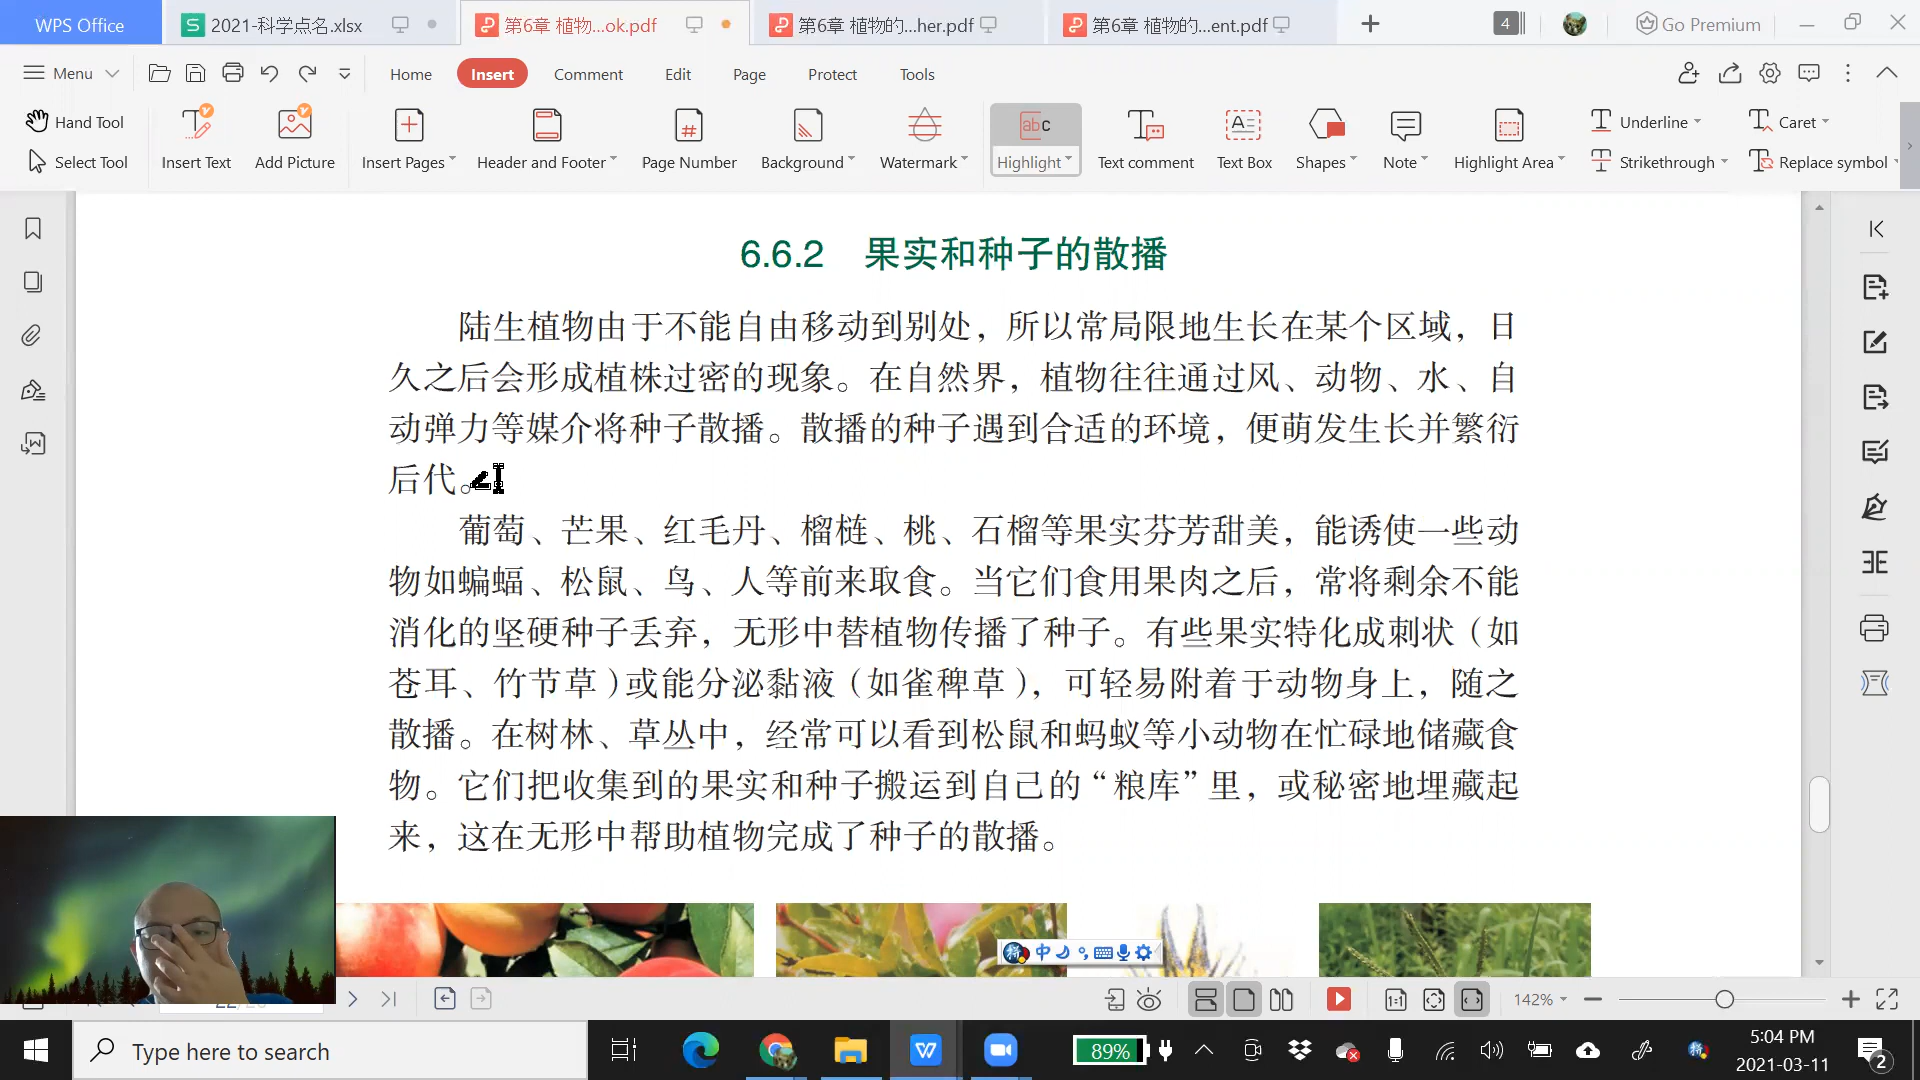 WPS Office
2021-科学点名.xlsx
第6章 植物...ok.pdf
第6章 植物的...her.pdf
第6章 植物的...ent.pdf
4
Go Premium
Menu
Home
Insert
Comment
Edit
Page
Protect
Tools
Hand Tool
Select Tool
Insert Text
Add Picture
Insert Pages
Header and Footer
Page Number
Background
Watermark
Highlight
Text comment
Text Box
Shapes
Note
Highlight Area
Underline
Strikethrough
Caret
Replace symbol
6.6.2 果实和种子的散播
陆生植物由于不能自由移动到别处，所以常局限地生长在某个区域，日
久之后会形成植株过密的现象。在自然界，植物往往通过风、动物、水、自
动弹力等媒介将种子散播。散播的种子遇到合适的环境，便萌发生长并繁衍
后代。
葡萄、芒果、红毛丹、榴梿、桃、石榴等果实芬芳甜美，能诱使一些动
物如蝙蝠、松鼠、鸟、人等前来取食。当它们食用果肉之后，常将剩余不能
消化的坚硬种子丢弃，无形中替植物传播了种子。有些果实特化成刺状（如
苍耳、竹节草）或能分泌黏液（如雀稗草），可轻易附着于动物身上，随之
散播。在树林、草丛中，经常可以看到松鼠和蚂蚁等小动物在忙碌地储藏食
物。它们把收集到的果实和种子搬运到自己的“粮库”里，或秘密地埋藏起
来，这在无形中帮助植物完成了种子的散播。
中
142%
Type here to search
89%
5:04 PM
2021-03-11
2